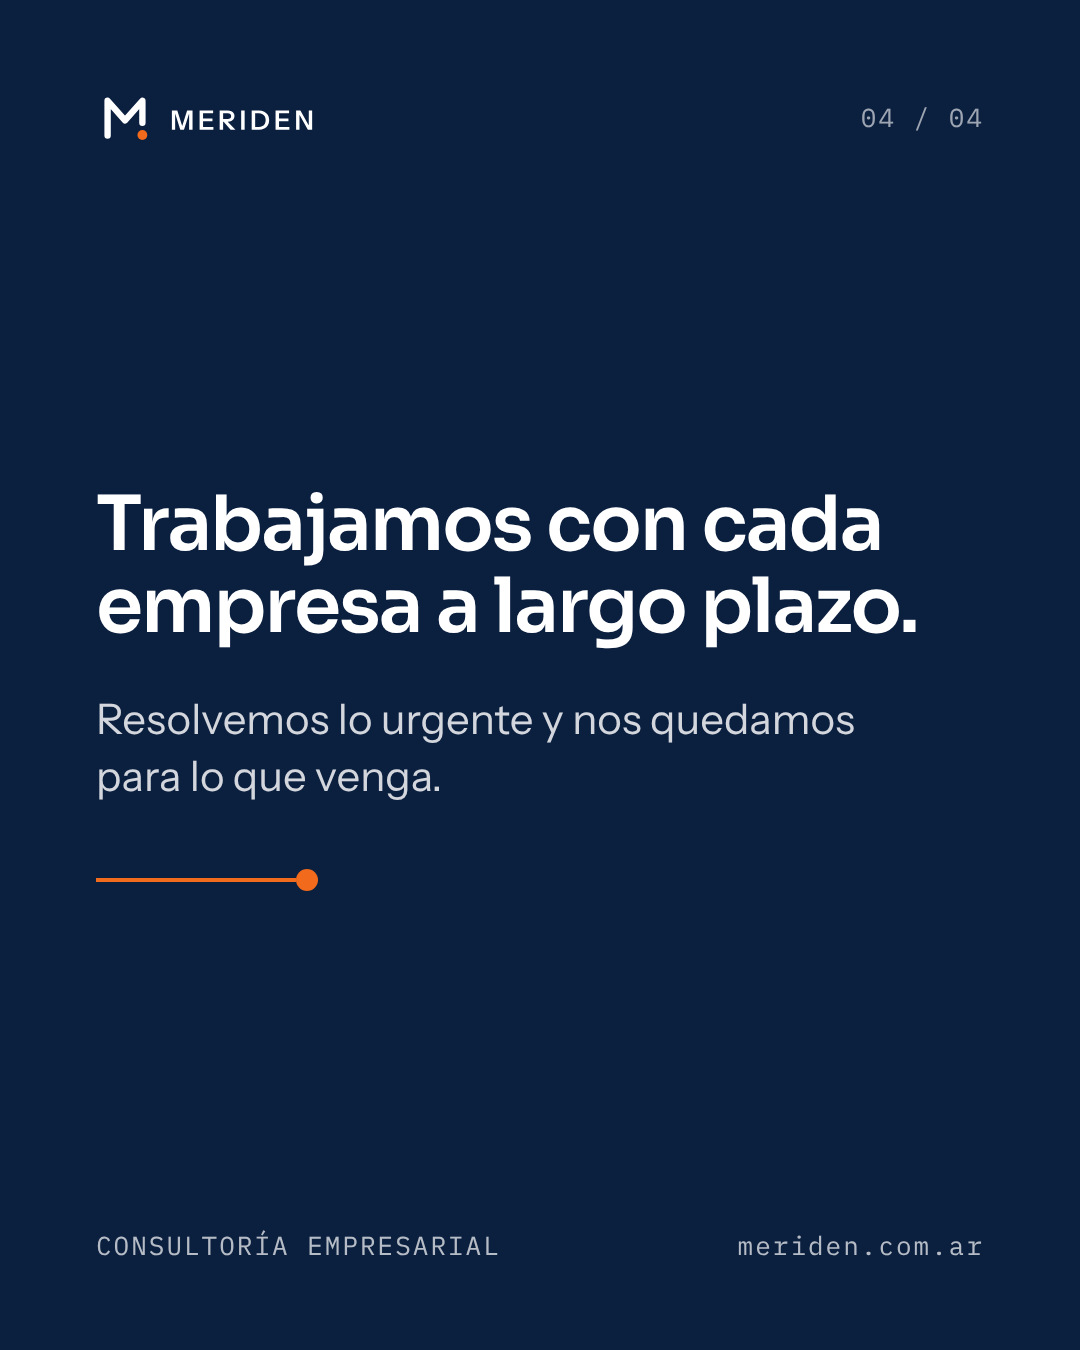 MERIDEN
04 / 04
Trabajamos con cada
empresa a largo plazo.
Resolvemos lo urgente y nos quedamos
para lo que venga.
CONSULTORÍA EMPRESARIAL
meriden.com.ar